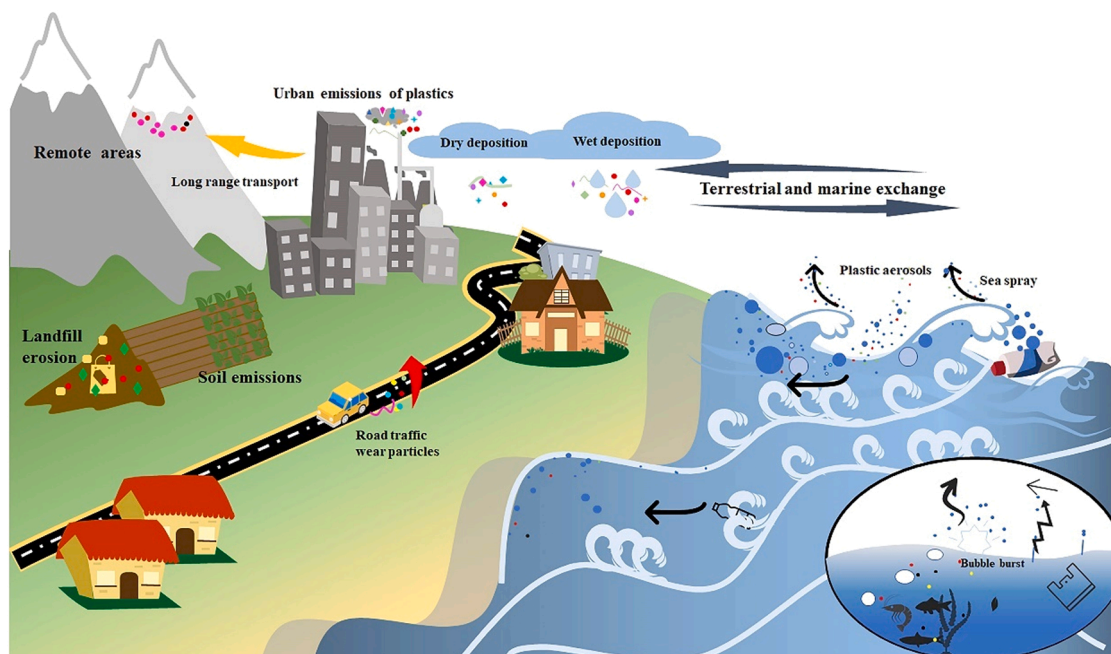 Urban emissions of plastics
Dry deposition
Wet deposition
Remote areas
Long range transport
Terrestrial and marine exchange
Plastic aerosols
Sea spray
Landfill
erosion
Soil emissions
Road traffic
wear particles
Bubble burst